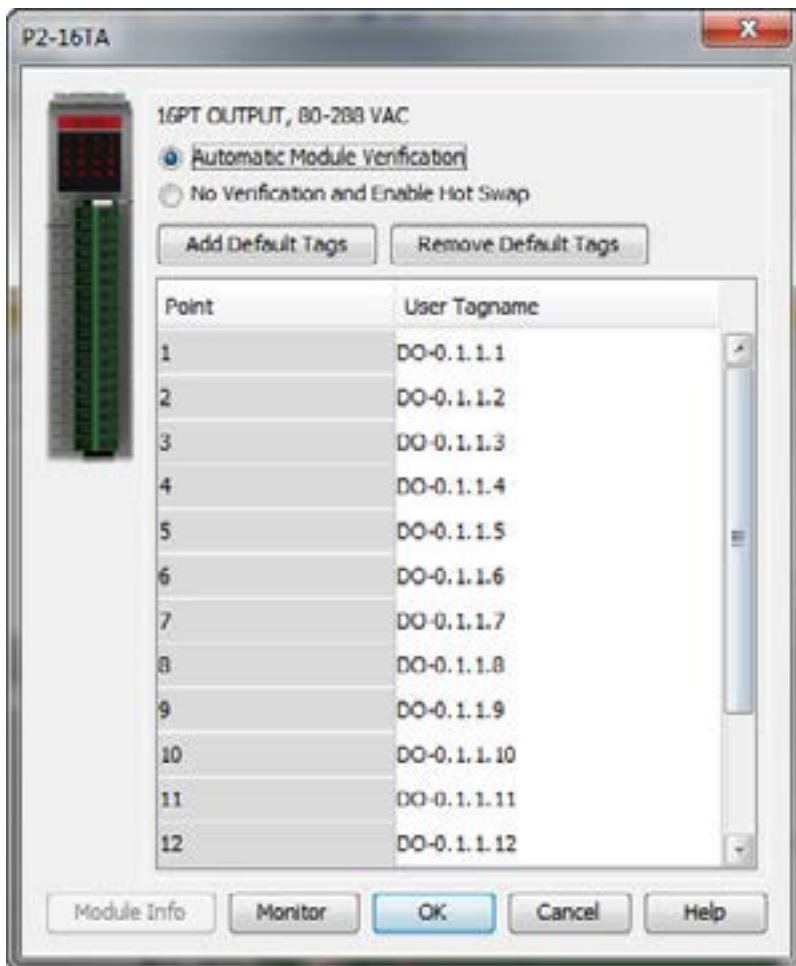 P2-16TA
16PT OUTPUT, 80-288 VAC
Automatic Module Verification
No Verification and Enable Hot Swap
Add Default Tags Remove Default Tags
Point User Tagname
1 DO-0.1.1.1
2 DO-0.1.1.2
3 DO-0.1.1.3
4 DO-0.1.1.4
5 DO-0.1.1.5
6 DO-0.1.1.6
7 DO-0.1.1.7
8 DO-0.1.1.8
9 DO-0.1.1.9
10 DO-0.1.1.10
11 DO-0.1.1.11
12 DO-0.1.1.12
Module Info Monitor OK Cancel Help